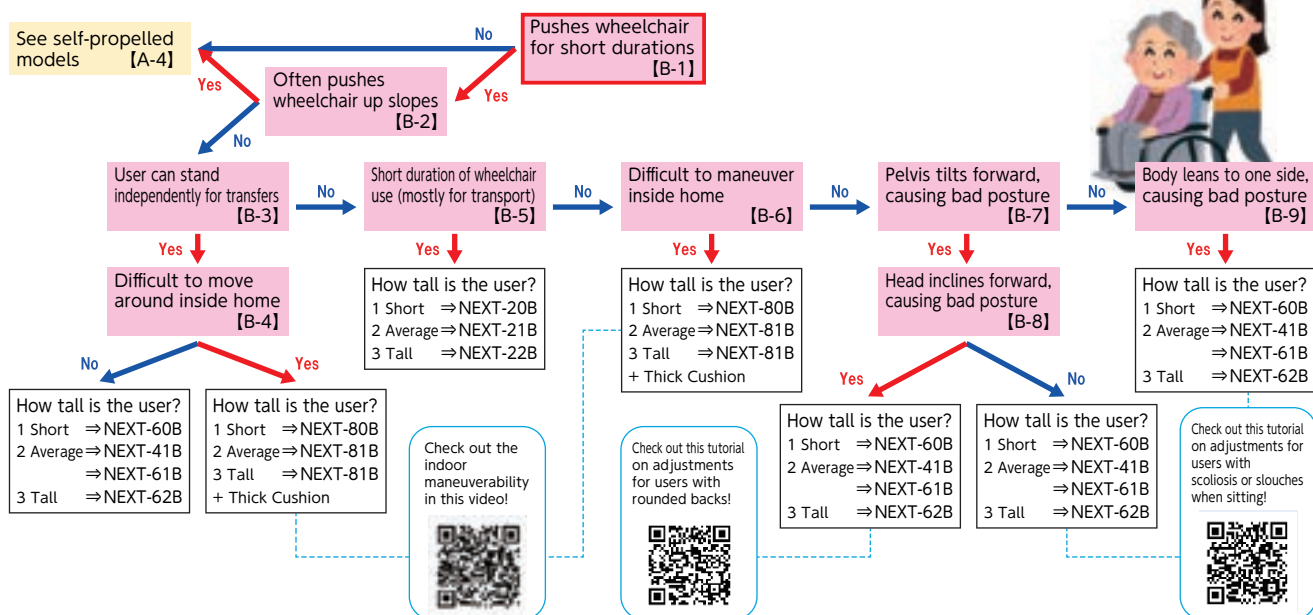 See self-propelled
models 【A-4】
No
Pushes wheelchair
for short durations
【B-1】
Yes
Often pushes
wheelchair up slopes
【B-2】
Yes
No
User can stand
independently for transfers
【B-3】
No
Short duration of wheelchair
use (mostly for transport)
【B-5】
No
Difficult to maneuver
inside home
【B-6】
No
Pelvis tilts forward,
causing bad posture
【B-7】
No
Body leans to one side,
causing bad posture
【B-9】
Yes
Yes
Yes
Yes
Yes
Difficult to move
around inside home
【B-4】
How tall is the user?
1 Short ⇒NEXT-20B
2 Average⇒NEXT-21B
3 Tall ⇒NEXT-22B
How tall is the user?
1 Short ⇒NEXT-80B
2 Average⇒NEXT-81B
3 Tall ⇒NEXT-81B
+ Thick Cushion
Head inclines forward,
causing bad posture
【B-8】
How tall is the user?
1 Short ⇒NEXT-60B
2 Average⇒NEXT-41B
⇒NEXT-61B
3 Tall ⇒NEXT-62B
No
Yes
Yes
No
How tall is the user?
1 Short ⇒NEXT-60B
2 Average⇒NEXT-41B
⇒NEXT-61B
3 Tall ⇒NEXT-62B
How tall is the user?
1 Short ⇒NEXT-80B
2 Average⇒NEXT-81B
3 Tall ⇒NEXT-81B
+ Thick Cushion
Check out the
indoor
maneuverability
in this video!
Check out this tutorial
on adjustments
for users with
rounded backs!
How tall is the user?
1 Short ⇒NEXT-60B
2 Average⇒NEXT-41B
⇒NEXT-61B
3 Tall ⇒NEXT-62B
How tall is the user?
1 Short ⇒NEXT-60B
2 Average⇒NEXT-41B
⇒NEXT-61B
3 Tall ⇒NEXT-62B
Check out this tutorial
on adjustments for
users with
scoliosis or slouches
when sitting!